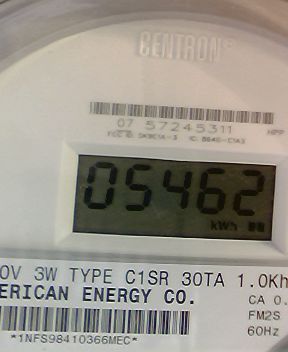 CENTRON®
07 57245311
HPP
05462
kWh
0V 3W TYPE C1SR 30TA 1.0Kh
ERICAN ENERGY CO.
CA 0.
FM2S
60Hz
*1NFS98410366MEC*